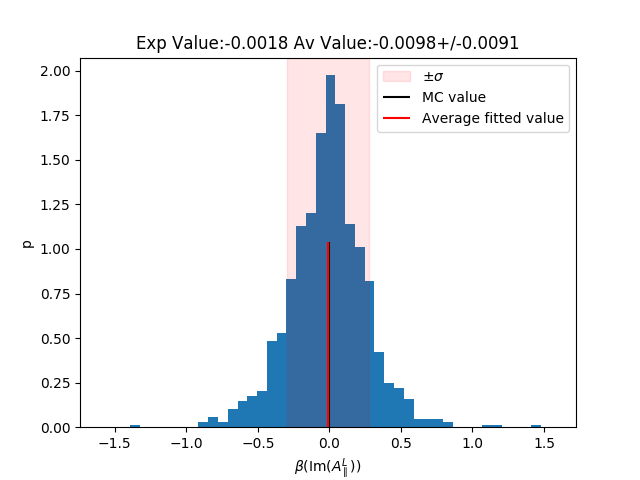 Exp Value:-0.0018 Av Value:-0.0098+/-0.0091
±σ
MC value
Average fitted value
2.00
1.75
1.50
1.25
1.00
0.75
0.50
0.25
0.00
p
−1.5 −1.0 −0.5 0.0 0.5 1.0 1.5
β(Im(A_∥^L))